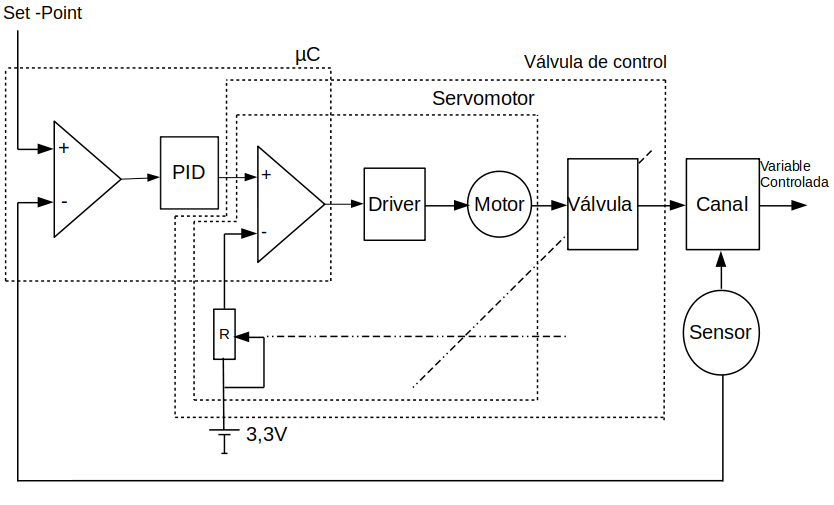 Set -Point
µC
Válvula de control
Servomotor
+
-
PID
+
-
Driver
Motor
Válvula
Canal
Variable
Controlada
R
Sensor
3,3V